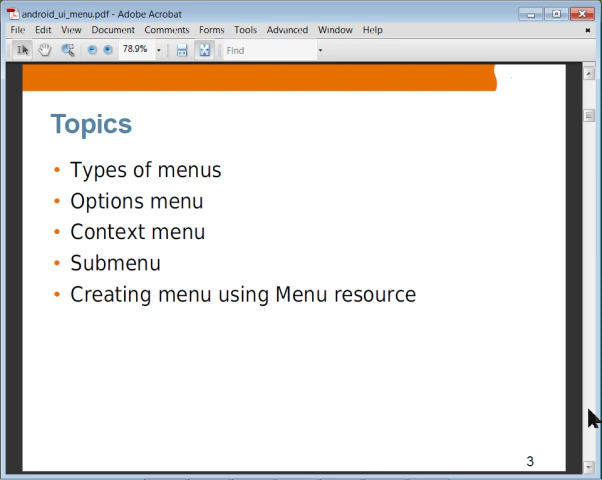 android_ui_menu.pdf - Adobe Acrobat
File Edit View Document Comments Forms Tools Advanced Window Help
78.9% Find
Topics
• Types of menus
• Options menu
• Context menu
• Submenu
• Creating menu using Menu resource
3